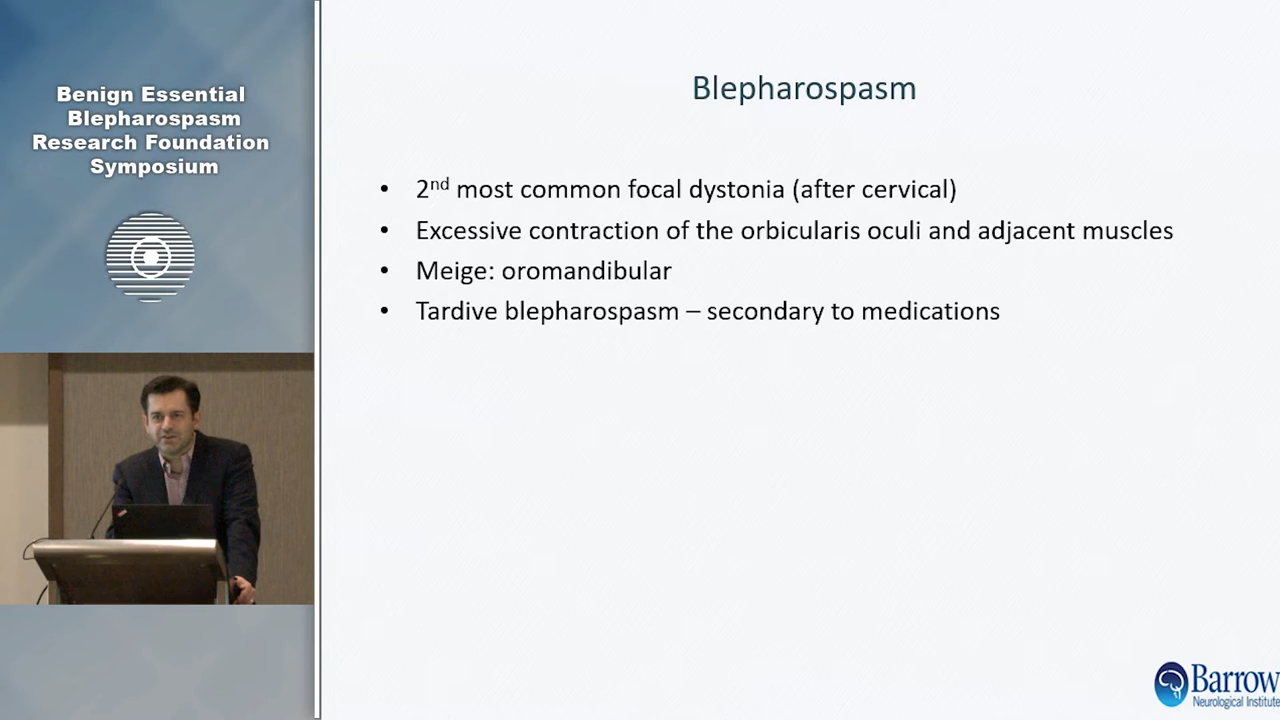 Benign Essential
Blepharospasm
Research Foundation
Symposium
Blepharospasm
• 2nd most common focal dystonia (after cervical)
• Excessive contraction of the orbicularis oculi and adjacent muscles
• Meige: oromandibular
• Tardive blepharospasm – secondary to medications
Barrow
Neurological Institute